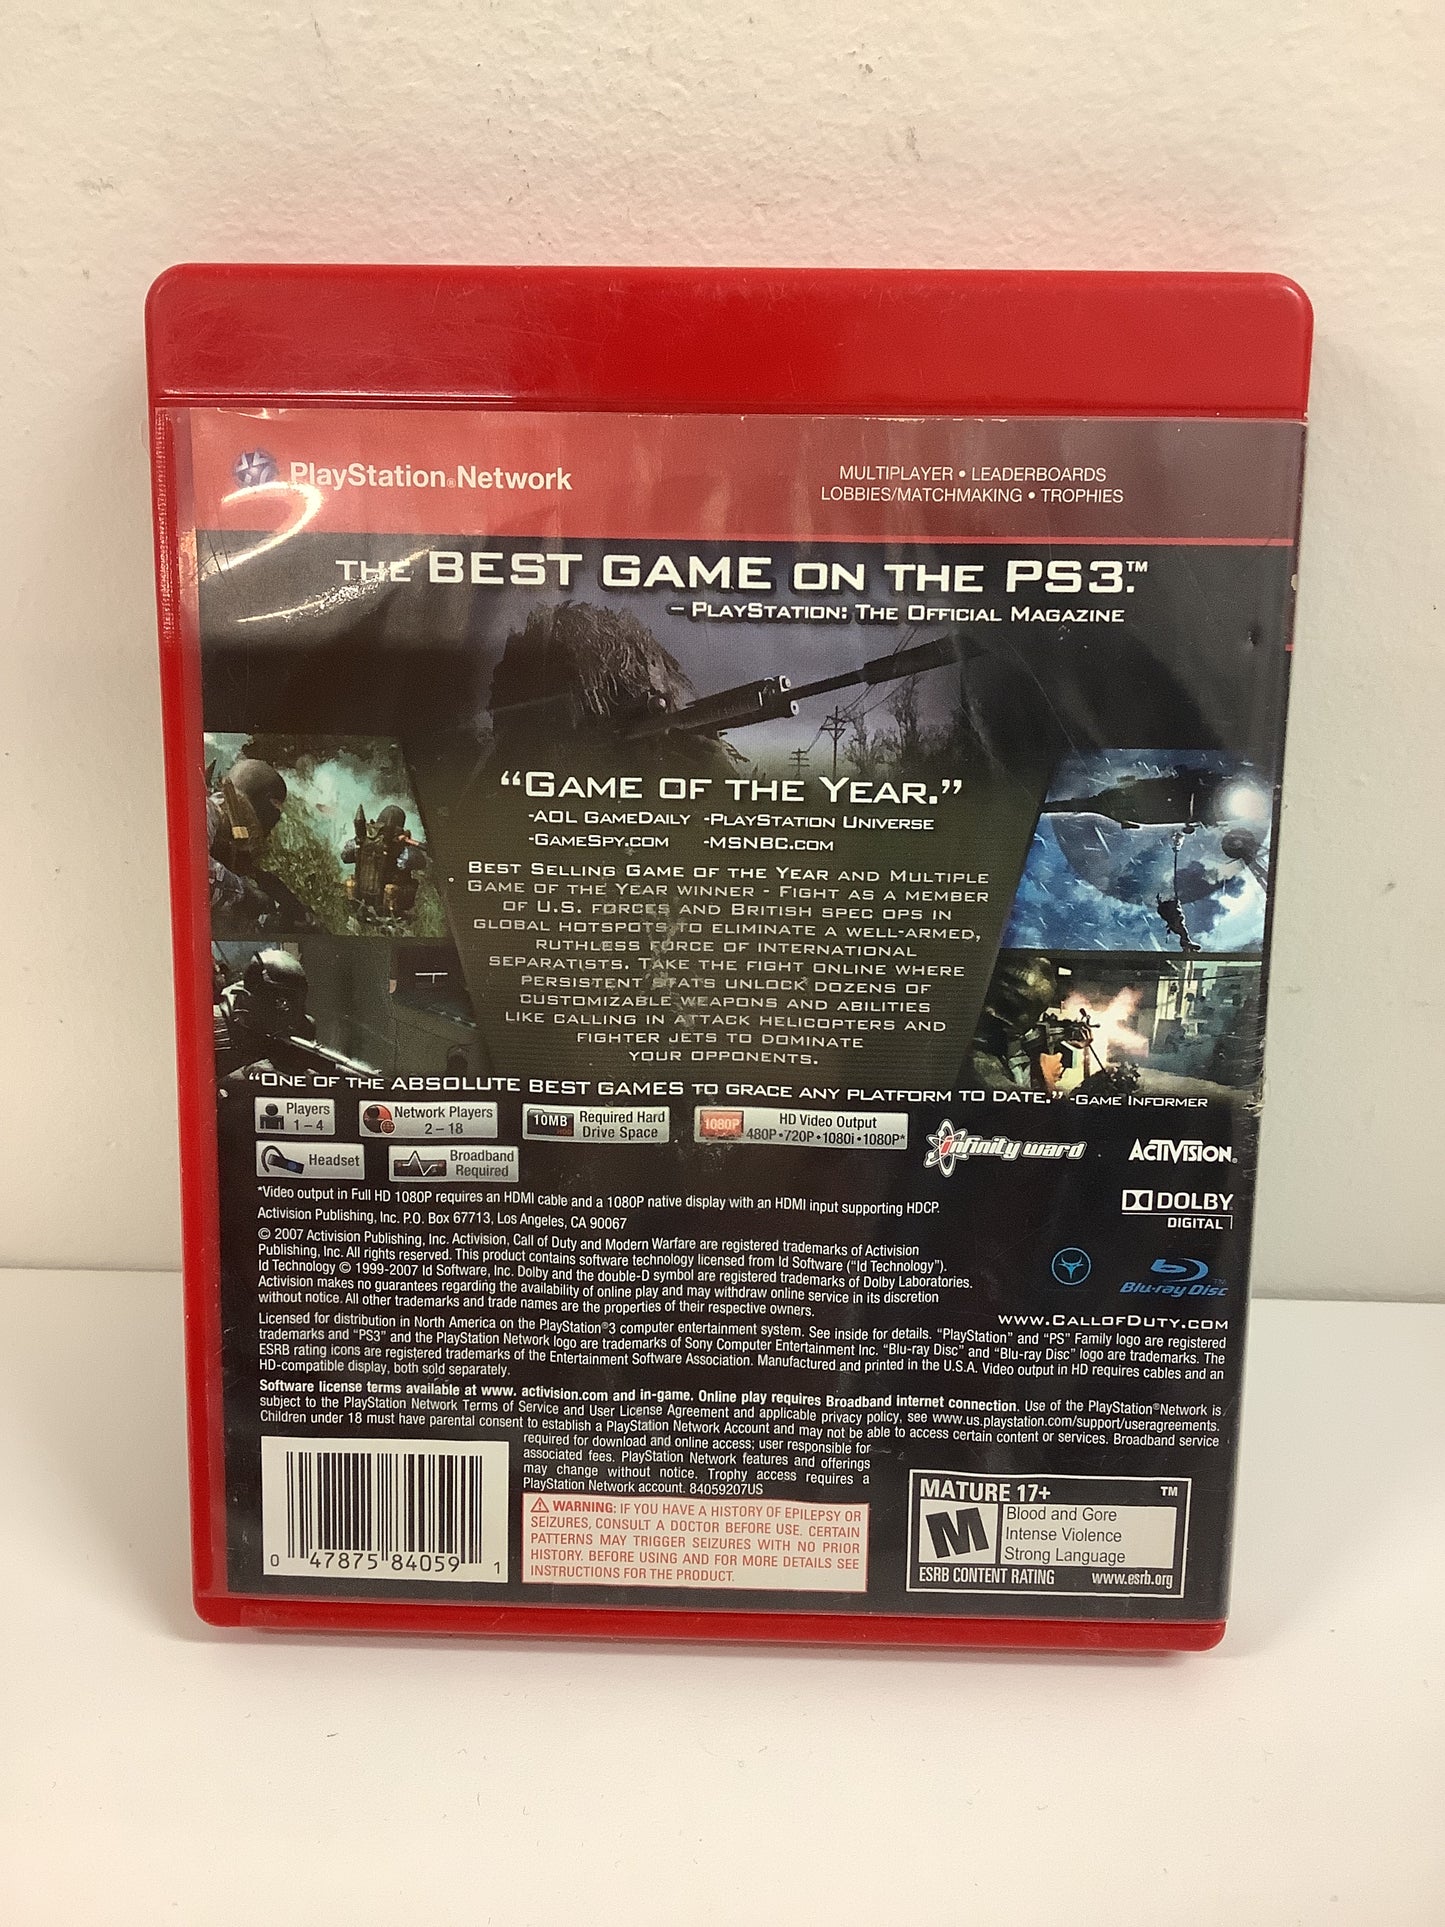 PlayStation®Network
MULTIPLAYER • LEADERBOARDS
LOBBIES/MATCHMAKING • TROPHIES
THE BEST GAME ON THE PS3.™
– PLAYSTATION: THE OFFICIAL MAGAZINE
“GAME OF THE YEAR.”
-AOL GAMEDAILY -PLAYSTATION UNIVERSE
-GAMESPY.COM -MSNBC.COM
BEST SELLING GAME OF THE YEAR AND MULTIPLE
GAME OF THE YEAR WINNER - FIGHT AS A MEMBER
OF U.S. FORCES AND BRITISH SPEC OPS IN
GLOBAL HOTSPOTS TO ELIMINATE A WELL-ARMED,
RUTHLESS FORCE OF INTERNATIONAL
SEPARATISTS. TAKE THE FIGHT ONLINE WHERE
PERSISTENT STATS UNLOCK DOZENS OF
CUSTOMIZABLE WEAPONS AND ABILITIES
LIKE CALLING IN ATTACK HELICOPTERS AND
FIGHTER JETS TO DOMINATE
YOUR OPPONENTS.
“ONE OF THE ABSOLUTE BEST GAMES TO GRACE ANY PLATFORM TO DATE.” -GAME INFORMER
Players
1 – 4
Network Players
2 – 18
10MB
HDD
Required Hard
Drive Space
1080P
HD Video Output
480P • 720P • 1080i • 1080P*
Headset
Broadband
Required
infinity ward
ACTIVISION®
DOLBY
DIGITAL
Blu-ray Disc™
WWW.CALLOFDUTY.COM
*Video output in Full HD 1080P requires an HDMI cable and a 1080P native display with an HDMI input supporting HDCP.
Activision Publishing, Inc. P.O. Box 67713, Los Angeles, CA 90067
© 2007 Activision Publishing, Inc. Activision, Call of Duty and Modern Warfare are registered trademarks of Activision
Publishing, Inc. All rights reserved. This product contains software technology licensed from Id Software (“Id Technology”).
Id Technology © 1999-2007 Id Software, Inc. Dolby and the double-D symbol are registered trademarks of Dolby Laboratories.
Activision makes no guarantees regarding the availability of online play and may withdraw online service in its discretion
without notice. All other trademarks and trade names are the properties of their respective owners.
Licensed for distribution in North America on the PlayStation®3 computer entertainment system. See inside for details. “PlayStation” and “PS” Family logo are registered
trademarks and “PS3” and the PlayStation Network logo are trademarks of Sony Computer Entertainment Inc. “Blu-ray Disc” and “Blu-ray Disc” logo are trademarks. The
ESRB rating icons are registered trademarks of the Entertainment Software Association. Manufactured and printed in the U.S.A. Video output in HD requires cables and an
HD-compatible display, both sold separately.
Software license terms available at www. activision.com and in-game. Online play requires Broadband internet connection. Use of the PlayStation®Network is
subject to the PlayStation Network Terms of Service and User License Agreement and applicable privacy policy, see www.us.playstation.com/support/useragreements.
Children under 18 must have parental consent to establish a PlayStation Network Account and may not be able to access certain content or services. Broadband service
required for download and online access; user responsible for
associated fees. PlayStation Network features and offerings
may change without notice. Trophy access requires a
PlayStation Network account. 84059207US
0 47875 84059 1
WARNING: IF YOU HAVE A HISTORY OF EPILEPSY OR
SEIZURES, CONSULT A DOCTOR BEFORE USE. CERTAIN
PATTERNS MAY TRIGGER SEIZURES WITH NO PRIOR
HISTORY. BEFORE USING AND FOR MORE DETAILS SEE
INSTRUCTIONS FOR THE PRODUCT.
MATURE 17+ ™
M
Blood and Gore
Intense Violence
Strong Language
ESRB CONTENT RATING www.esrb.org